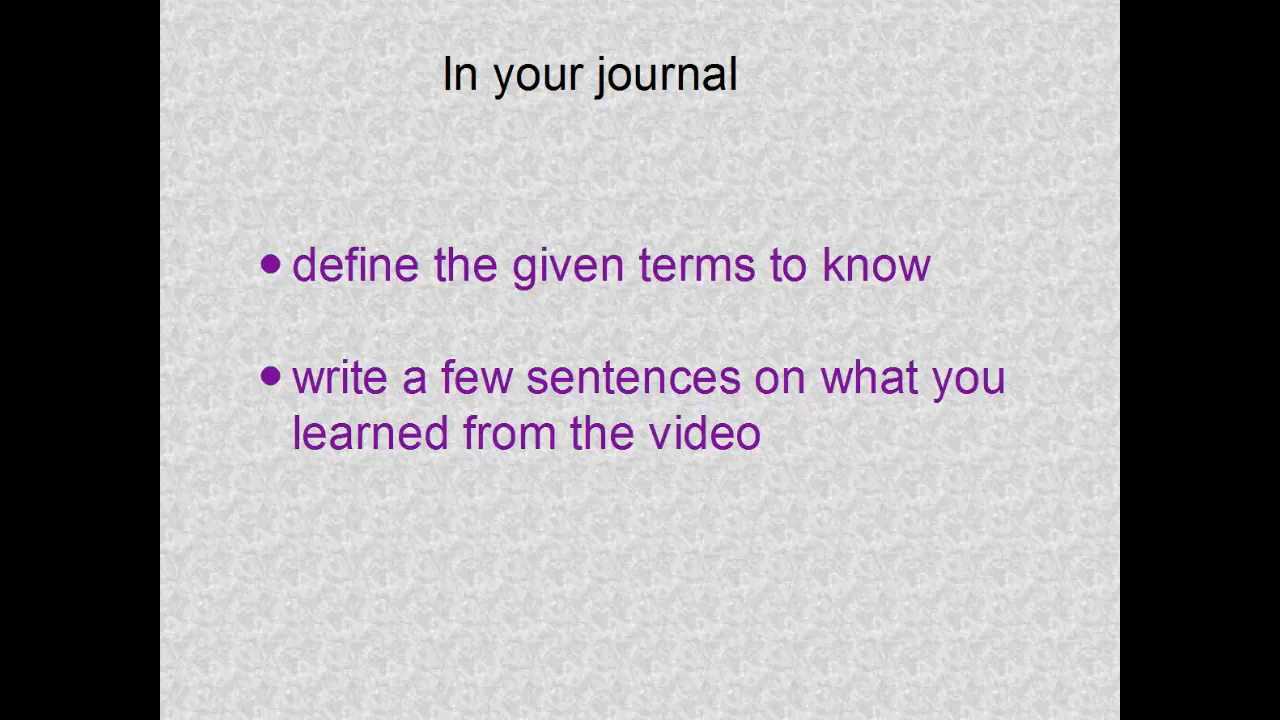 In your journal
• define the given terms to know
• write a few sentences on what you
learned from the video